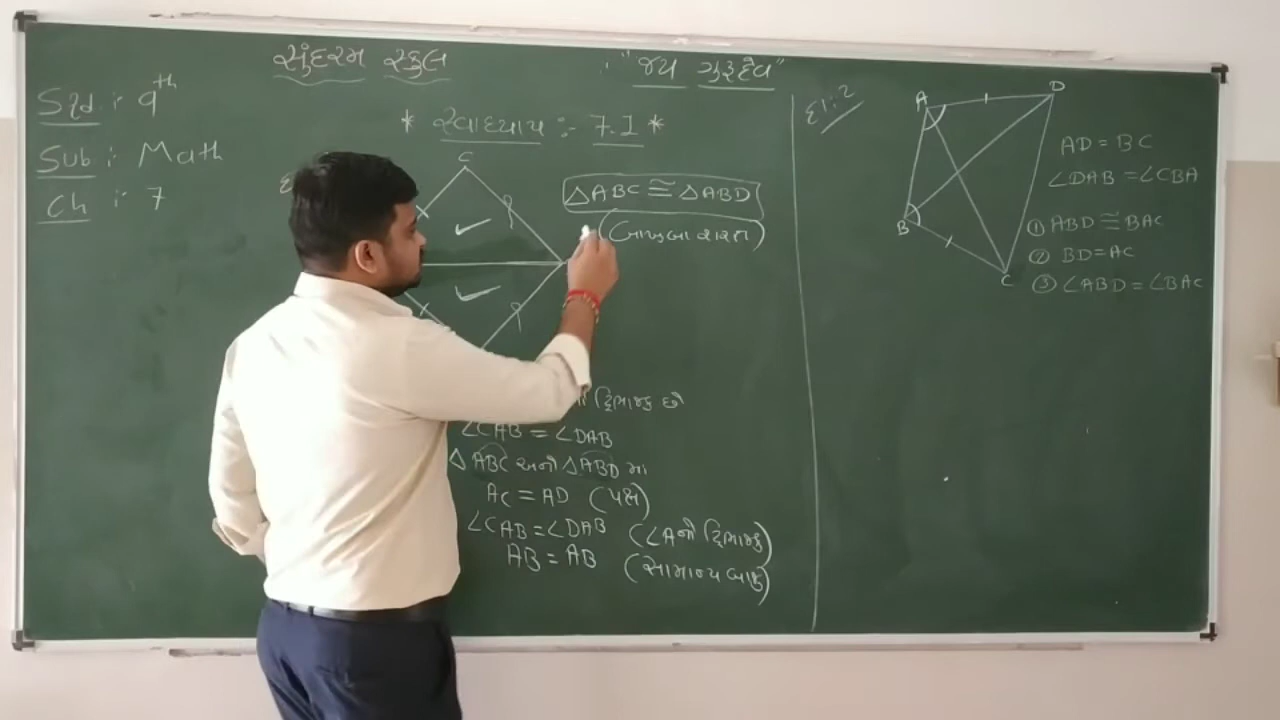 સુંદરમ સ્કુલ
"જય ગુરૂદેવ"
Std : 9th
Sub : Math
Ch : 7
* સ્વાધ્યાય :- 7.1 *
C
△ABC ≅ △ABD
(બાખુબા શરત)
દ્વિભાજક છે
∠CAB = ∠DAB
△ ABC અને △ABD મા
AC = AD (પક્ષ)
∠CAB = ∠DAB (∠Aનો દ્વિભાજક)
AB = AB (સામાન્ય બાજુ)
દા:2
A D
B
C
AD = BC
∠DAB = ∠CBA
① ABD ≅ BAC
② BD = AC
③ ∠ABD = ∠BAC